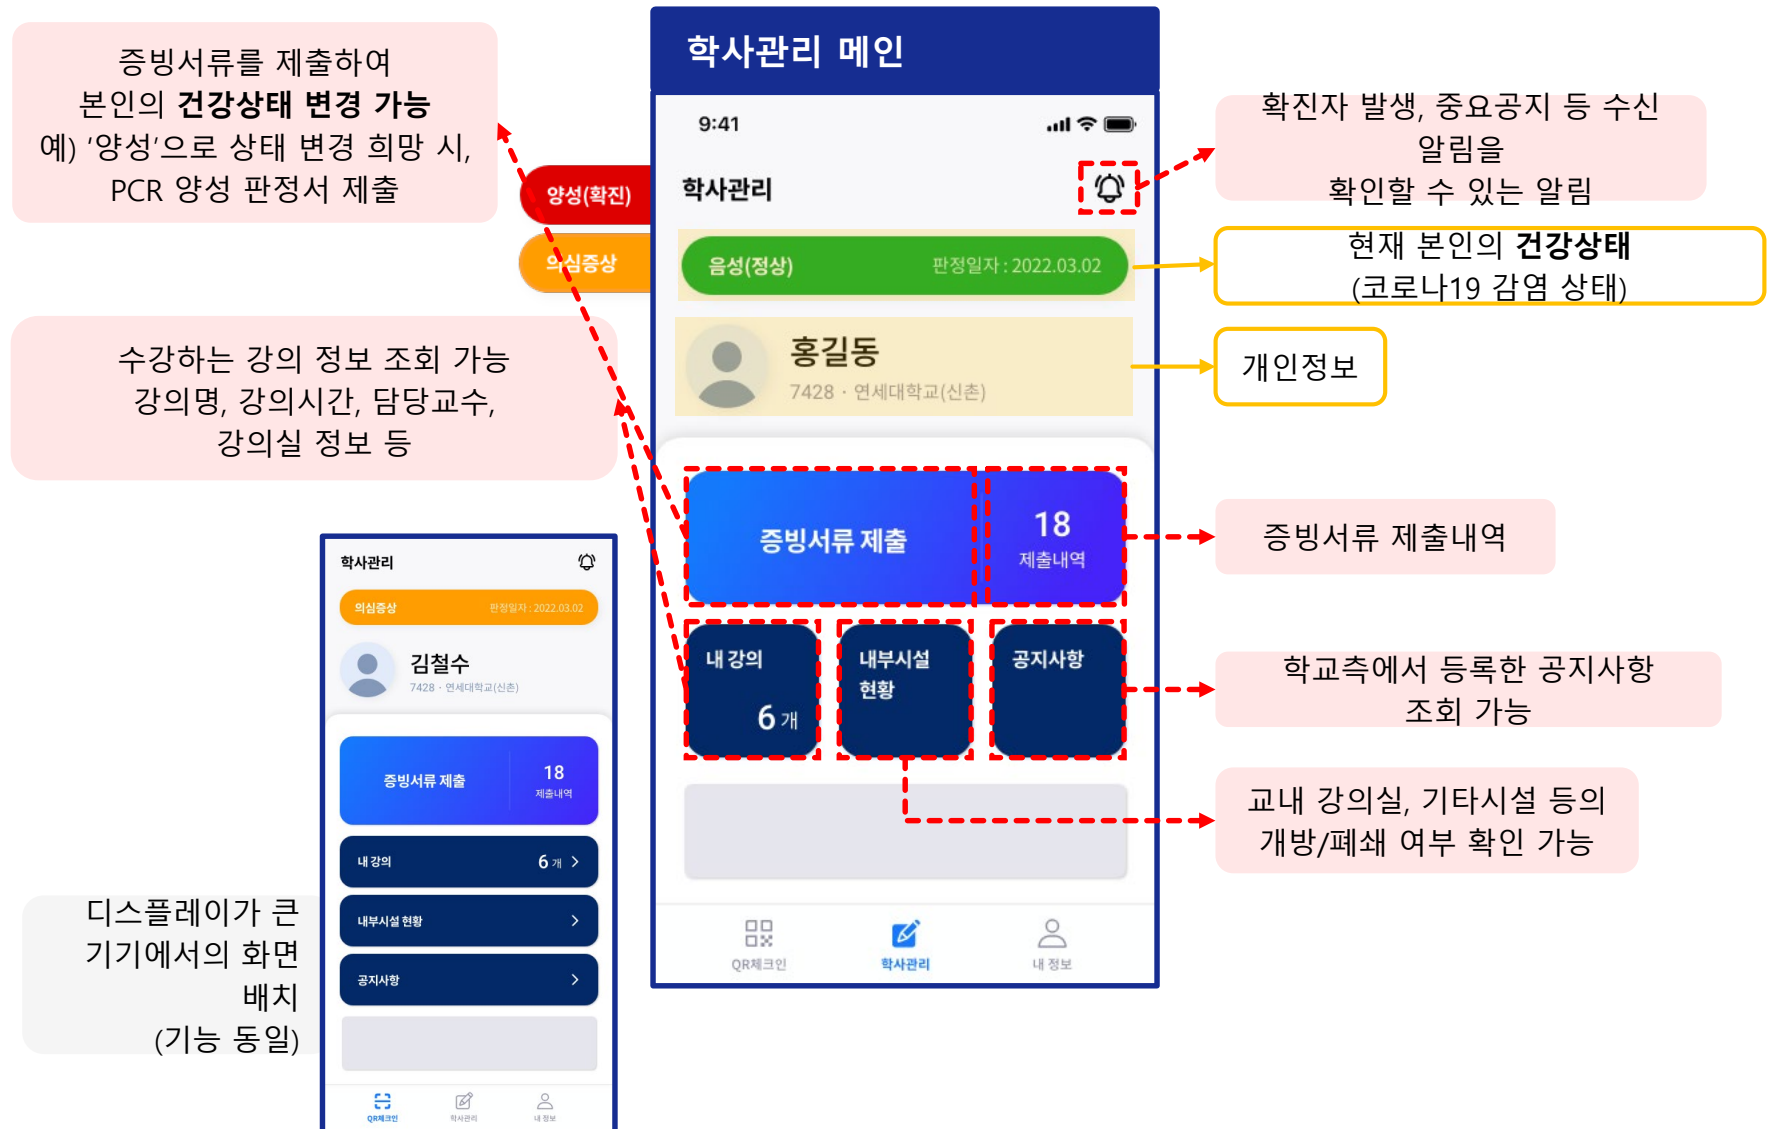 증빙서류를 제출하여
본인의 건강상태 변경 가능
예) ‘양성’으로 상태 변경 희망 시,
PCR 양성 판정서 제출
양성(확진)
의심증상
수강하는 강의 정보 조회 가능
강의명, 강의시간, 담당교수,
강의실 정보 등
학사관리 메인
9:41
학사관리
음성(정상)
판정일자 : 2022.03.02
홍길동
7428 · 연세대학교(신촌)
증빙서류 제출
18
제출내역
내 강의
6 개
내부시설
현황
공지사항
QR체크인
학사관리
내 정보
확진자 발생, 중요공지 등 수신
알림을
확인할 수 있는 알림
현재 본인의 건강상태
(코로나19 감염 상태)
개인정보
증빙서류 제출내역
학교측에서 등록한 공지사항
조회 가능
교내 강의실, 기타시설 등의
개방/폐쇄 여부 확인 가능
디스플레이가 큰
기기에서의 화면
배치
(기능 동일)
학사관리
의심증상
판정일자 : 2022.03.02
김철수
7428 · 연세대학교(신촌)
증빙서류 제출
18
제출내역
내 강의
6 개
내부시설 현황
공지사항
QR체크인
학사관리
내 정보